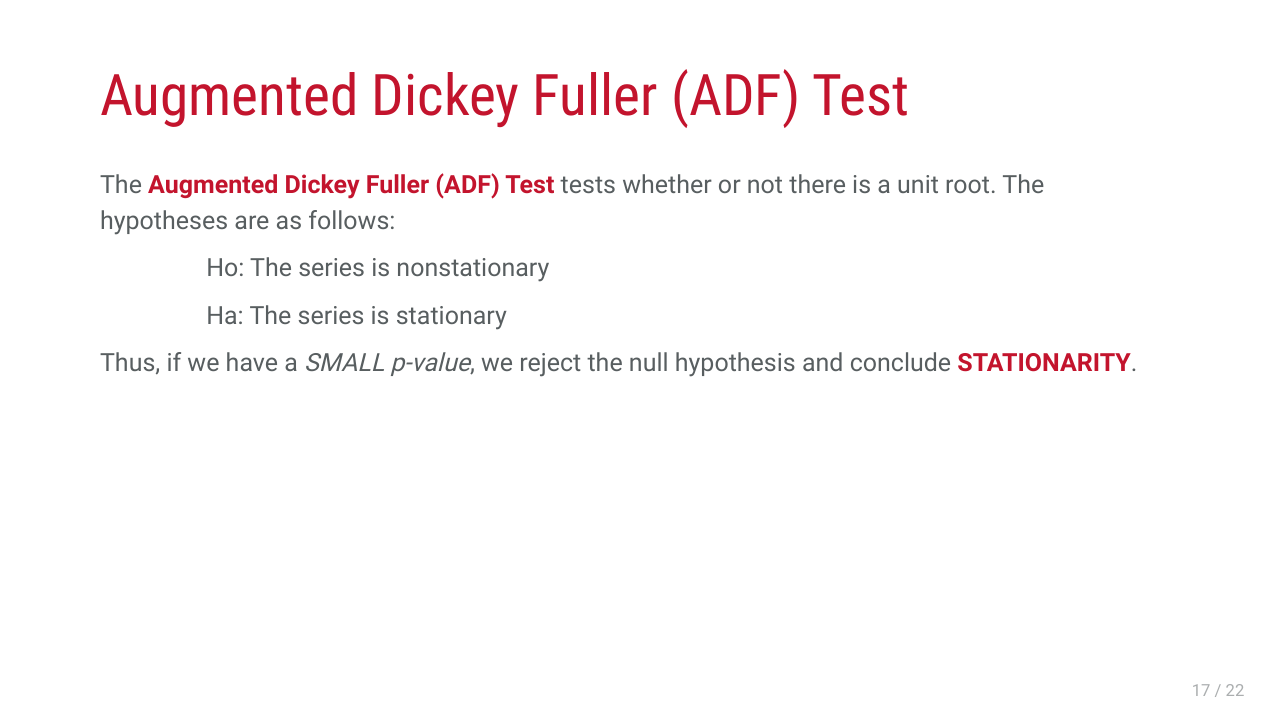 Augmented Dickey Fuller (ADF) Test
The Augmented Dickey Fuller (ADF) Test tests whether or not there is a unit root. The
hypotheses are as follows:
Ho: The series is nonstationary
Ha: The series is stationary
Thus, if we have a SMALL p-value, we reject the null hypothesis and conclude STATIONARITY.
17 / 22